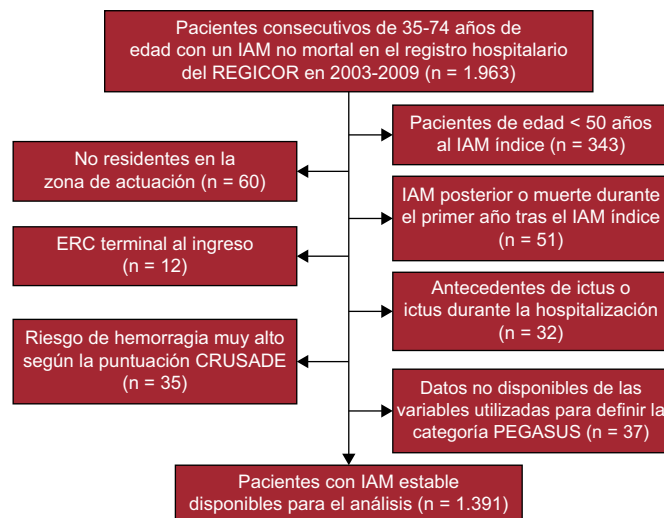 Pacientes consecutivos de 35-74 años de
edad con un IAM no mortal en el registro hospitalario
del REGICOR en 2003-2009 (n = 1.963)
Pacientes de edad < 50 años
al IAM índice (n = 343)
No residentes en la
zona de actuación (n = 60)
IAM posterior o muerte durante
el primer año tras el IAM índice
(n = 51)
ERC terminal al ingreso
(n = 12)
Antecedentes de ictus o
ictus durante la hospitalización
(n = 32)
Riesgo de hemorragia muy alto
según la puntuación CRUSADE
(n = 35)
Datos no disponibles de las
variables utilizadas para definir la
categoría PEGASUS (n = 37)
Pacientes con IAM estable
disponibles para el análisis (n = 1.391)